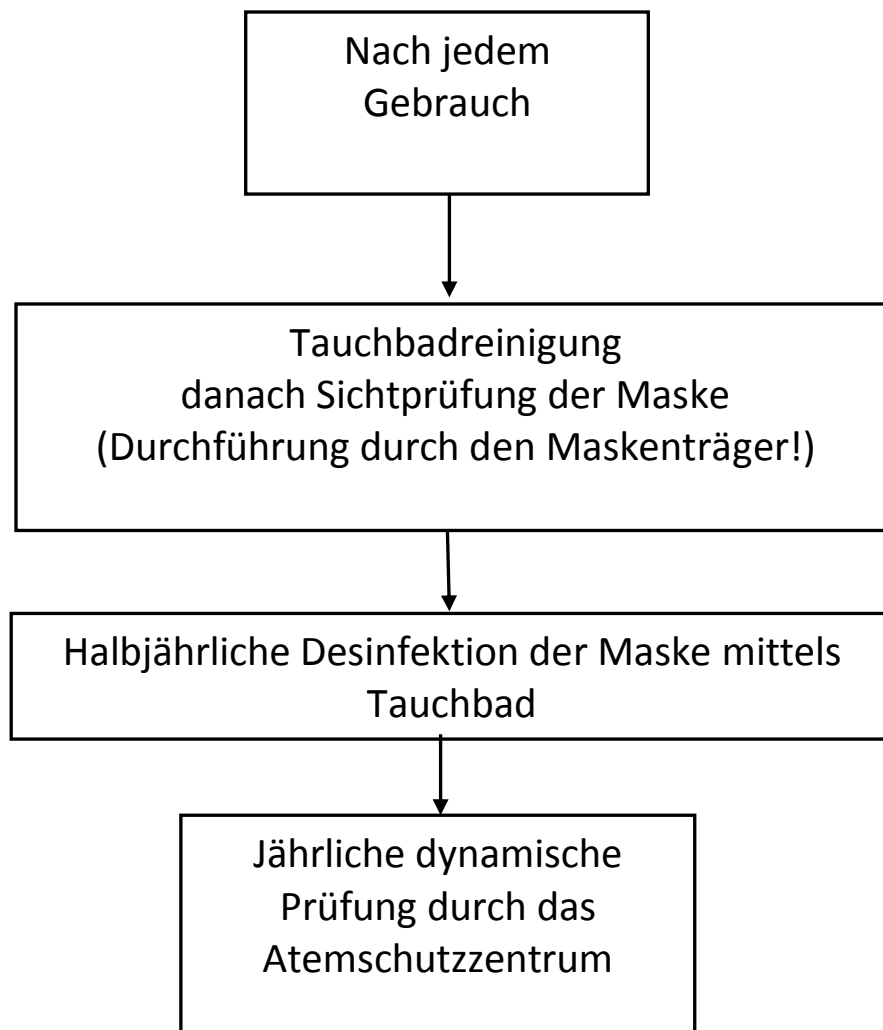 Nach jedem
Gebrauch
Tauchbadreinigung
danach Sichtprüfung der Maske
(Durchführung durch den Maskenträger!)
Halbjährliche Desinfektion der Maske mittels
Tauchbad
Jährliche dynamische
Prüfung durch das
Atemschutzzentrum